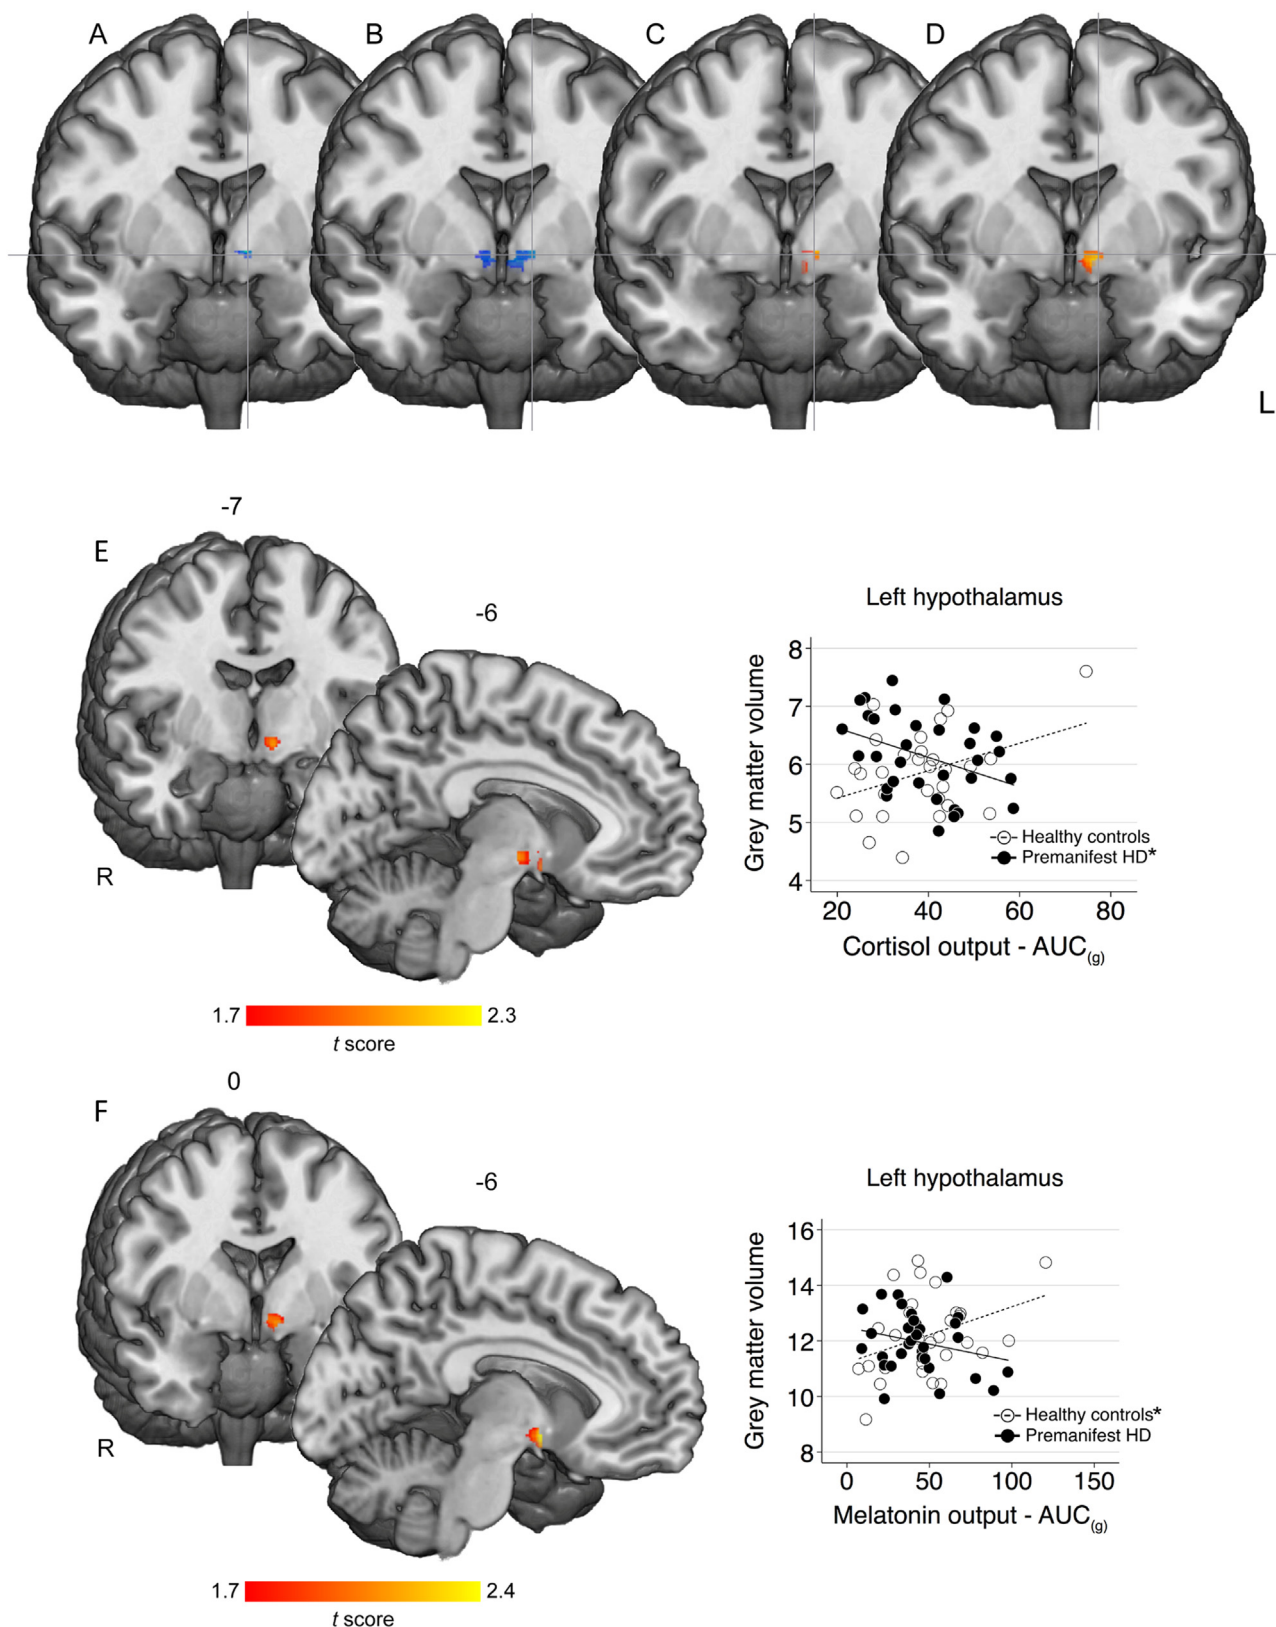 A B C D
L
-7
E
-6
R
1.7 2.3
t score
Left hypothalamus
Grey matter volume
8
7
6
5
4
Healthy controls
Premanifest HD*
20 40 60 80
Cortisol output - AUC(g)
0
F
-6
R
1.7 2.4
t score
Left hypothalamus
Grey matter volume
16
14
12
10
8
Healthy controls*
Premanifest HD
0 50 100 150
Melatonin output - AUC(g)